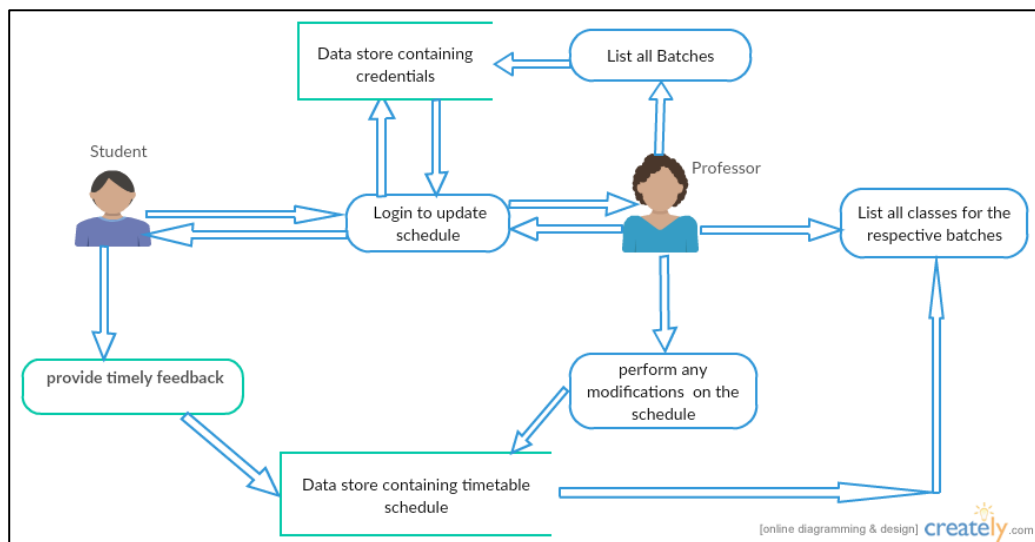 Data store containing
credentials
List all Batches
Student
Professor
Login to update
schedule
List all classes for the
respective batches
provide timely feedback
perform any
modifications on the
schedule
Data store containing timetable
schedule
[online diagramming & design] creately.com